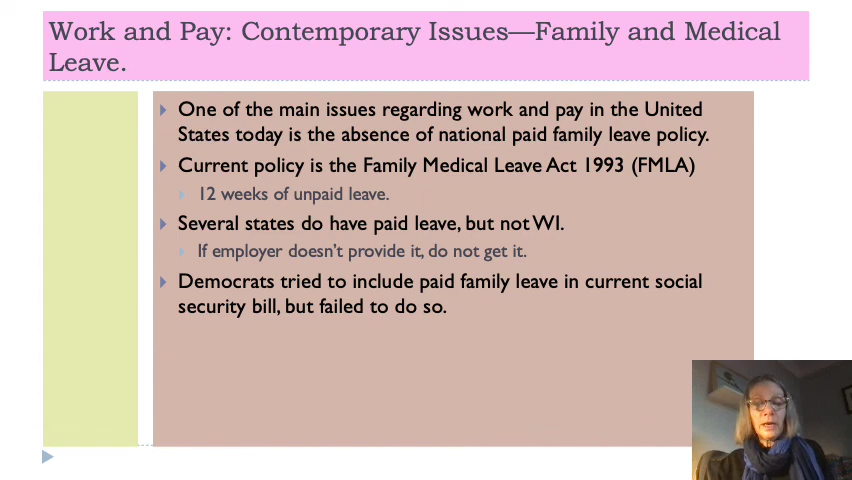 Work and Pay: Contemporary Issues—Family and Medical
Leave.
One of the main issues regarding work and pay in the United
States today is the absence of national paid family leave policy.
Current policy is the Family Medical Leave Act 1993 (FMLA)
12 weeks of unpaid leave.
Several states do have paid leave, but not WI.
If employer doesn't provide it, do not get it.
Democrats tried to include paid family leave in current social
security bill, but failed to do so.